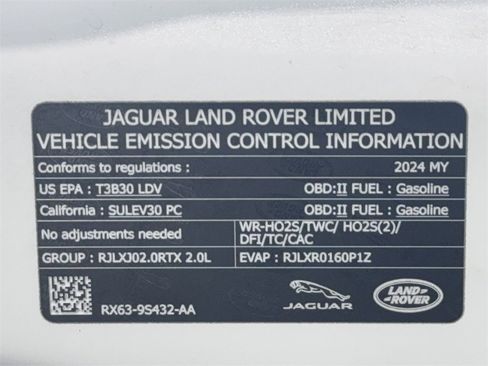 JAGUAR LAND ROVER LIMITED
VEHICLE EMISSION CONTROL INFORMATION
Conforms to regulations : 2024 MY
US EPA : T3B30 LDV OBD:II FUEL : Gasoline
California : SULEV30 PC OBD:II FUEL : Gasoline
No adjustments needed WR-HO2S/TWC/ HO2S(2)/
DFI/TC/CAC
GROUP : RJLXJ02.0RTX 2.0L EVAP : RJLXR0160P1Z
RX63-9S432-AA JAGUAR LAND-ROVER